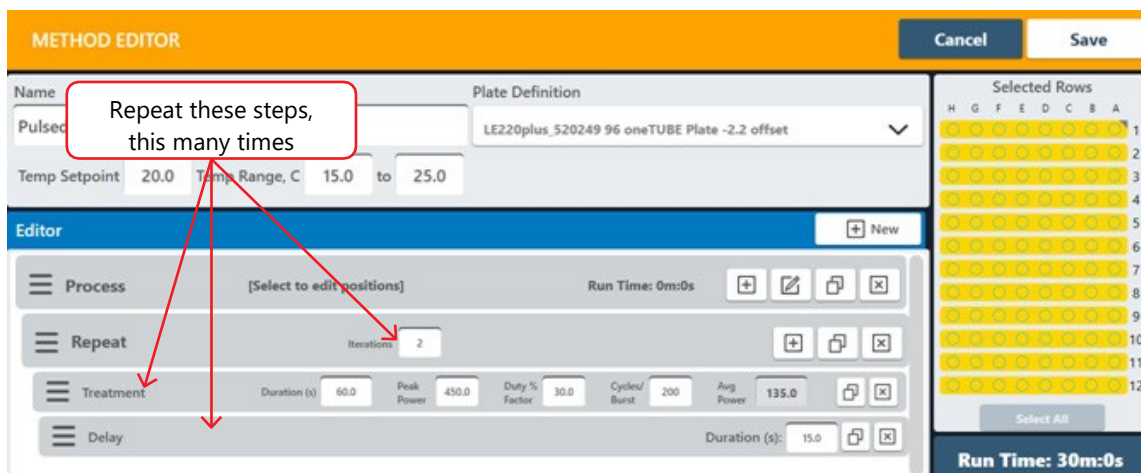 METHOD EDITOR
Cancel
Save
Name
Pulsed
Repeat these steps,
this many times
Plate Definition
LE220plus_520249 96 oneTUBE Plate -2.2 offset
Temp Setpoint 20.0 Temp Range, C 15.0 to 25.0
Selected Rows
H G F E D C B A
1
2
3
4
5
6
7
8
9
10
11
12
Select All
Run Time: 30m:0s
Editor
New
Process [Select to edit positions] Run Time: 0m:0s
Repeat Iterations 2
Treatment Duration (s) 60.0 Peak Power 450.0 Duty % Factor 30.0 Cycles/ Burst 200 Avg Power 135.0
Delay Duration (s): 15.0